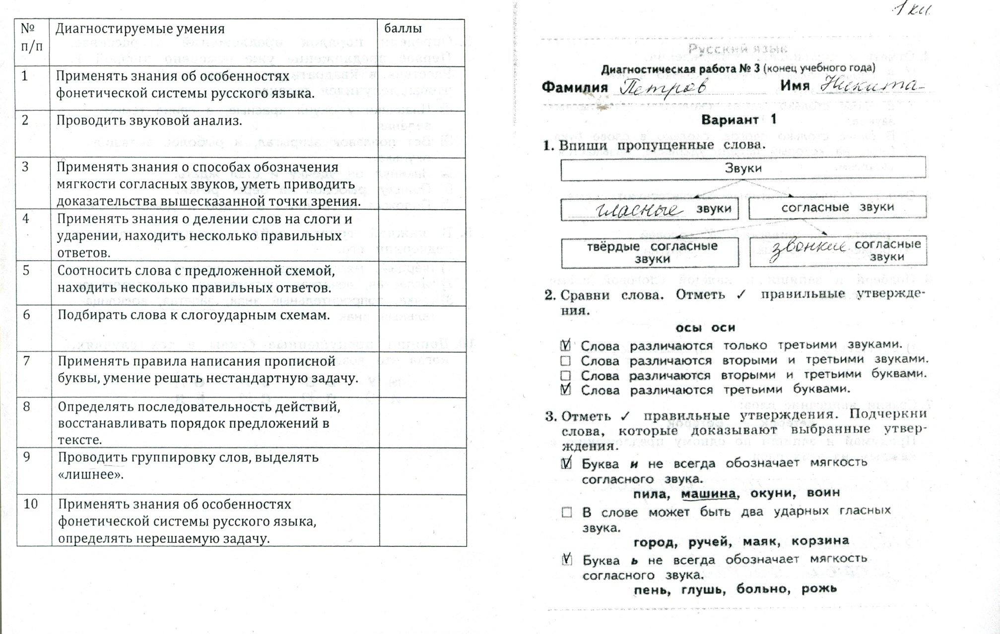 №
п/п
Диагностируемые умения
баллы
1
Применять знания об особенностях
фонетической системы русского языка.
2
Проводить звуковой анализ.
3
Применять знания о способах обозначения
мягкости согласных звуков, уметь приводить
доказательства вышесказанной точки зрения.
4
Применять знания о делении слов на слоги и
ударении, находить несколько правильных
ответов.
5
Соотносить слова с предложенной схемой,
находить несколько правильных ответов.
6
Подбирать слова к слогоударным схемам.
7
Применять правила написания прописной
буквы, умение решать нестандартную задачу.
8
Определять последовательность действий,
восстанавливать порядок предложений в
тексте.
9
Проводить группировку слов, выделять
«лишнее».
10
Применять знания об особенностях
фонетической системы русского языка,
определять нерешаемую задачу.
1 кл.
Русский язык
Диагностическая работа № 3 (конец учебного года)
Фамилия Петров Имя Никита
Вариант 1
1. Впиши пропущенные слова.
Звуки
гласные звуки
согласные звуки
твёрдые согласные
звуки
звонкие согласные
звуки
2. Сравни слова. Отметь ✓ правильные утвержде-
ния.
осы оси
☑ Слова различаются только третьими звуками.
☐ Слова различаются вторыми и третьими звуками.
☐ Слова различаются вторыми и третьими буквами.
☑ Слова различаются третьими буквами.
3. Отметь ✓ правильные утверждения. Подчеркни
слова, которые доказывают выбранные утвер-
ждения.
☑ Буква и не всегда обозначает мягкость
согласного звука.
пила, машина, окуни, воин
☐ В слове может быть два ударных гласных
звука.
город, ручей, маяк, корзина
☑ Буква ь не всегда обозначает мягкость
согласного звука.
пень, глушь, больно, рожь